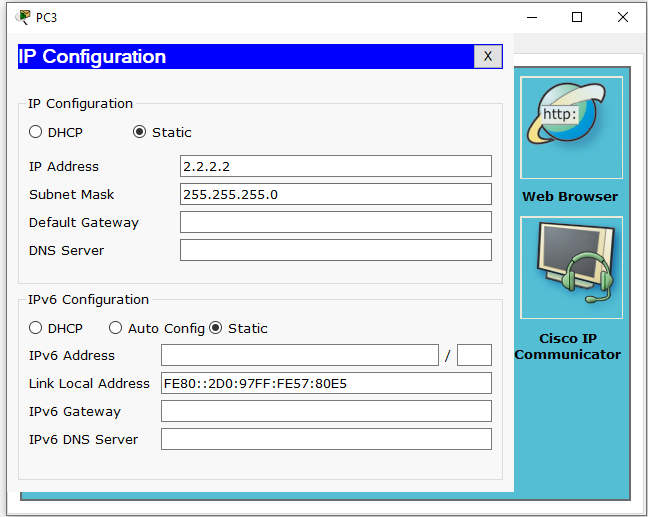 PC3
IP Configuration
X
IP Configuration
DHCP
Static
IP Address
2.2.2.2
Subnet Mask
255.255.255.0
Default Gateway
DNS Server
IPv6 Configuration
DHCP
Auto Config
Static
IPv6 Address
/
Link Local Address
FE80::2D0:97FF:FE57:80E5
IPv6 Gateway
IPv6 DNS Server
http:
Web Browser
Cisco IP
Communicator